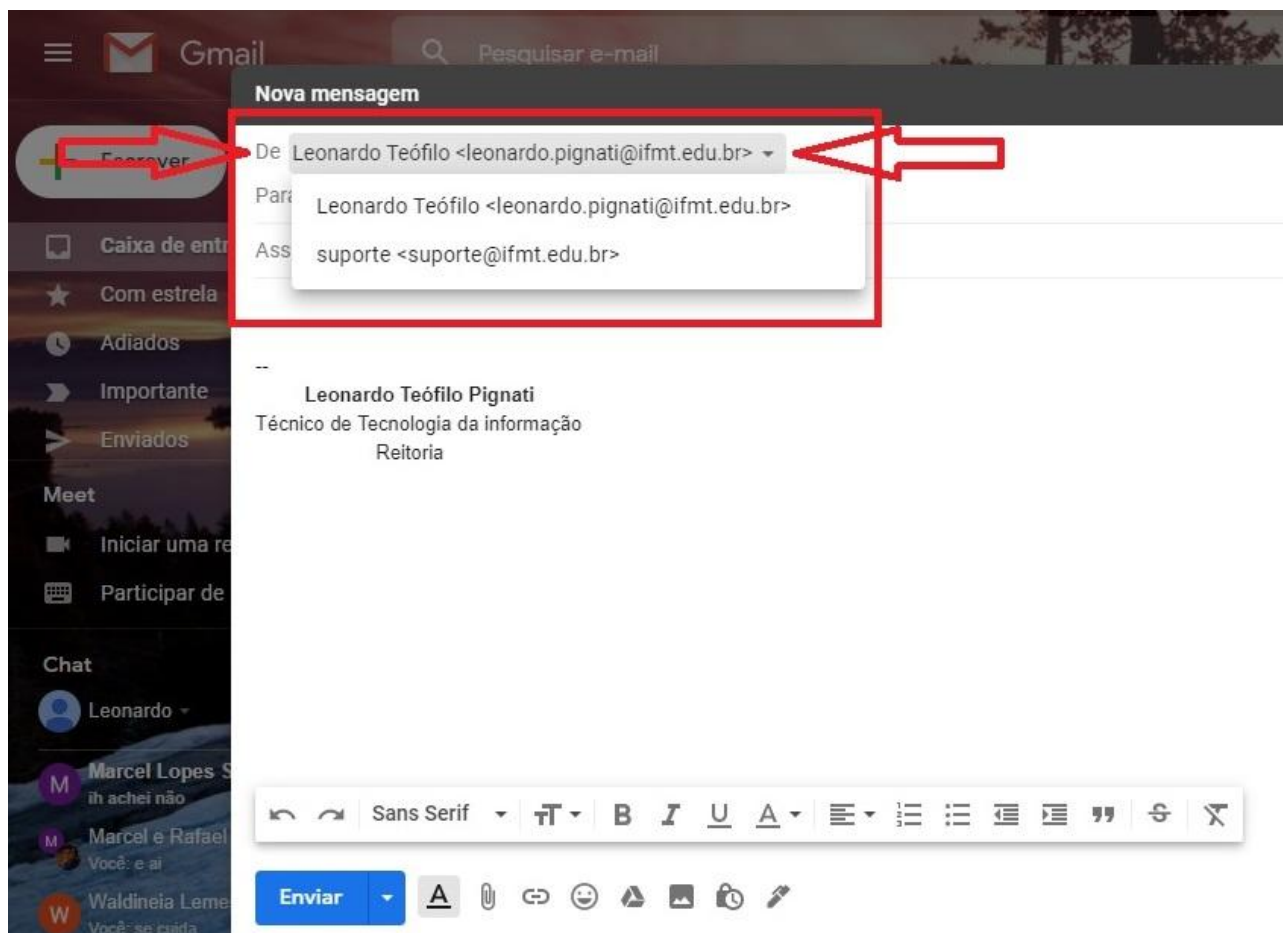 Gmail
Pesquisar e-mail
Nova mensagem
Escrever
De Leonardo Teófilo <leonardo.pignati@ifmt.edu.br>
Para
Leonardo Teófilo <leonardo.pignati@ifmt.edu.br>
Caixa de entr
Ass
suporte <suporte@ifmt.edu.br>
Com estrela
Adiados
--
Importante
Leonardo Teófilo Pignati
Técnico de Tecnologia da informação
Enviados
Reitoria
Meet
Iniciar uma re
Participar de
Chat
Leonardo
M
Marcel Lopes S
ih achei não
Sans Serif
M
Marcel e Rafael
Você: e ai
W
Waldineia Leme
Você: se cuida
Enviar